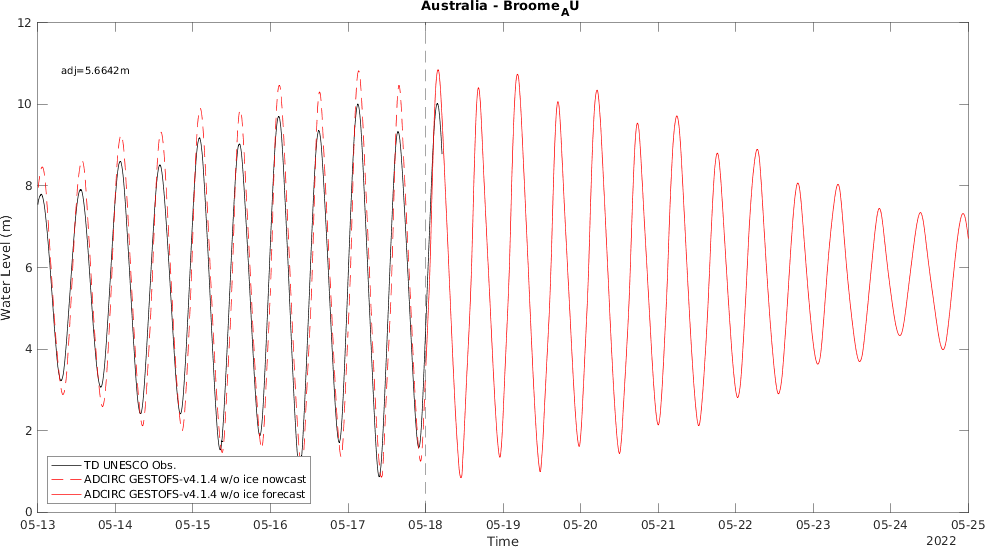 Australia - Broome_AU
12
10
8
6
4
2
0
Water Level (m)
adj=5.6642m
TD UNESCO Obs.
ADCIRC GESTOFS-v4.1.4 w/o ice nowcast
ADCIRC GESTOFS-v4.1.4 w/o ice forecast
05-13 05-14 05-15 05-16 05-17 05-18 05-19 05-20 05-21 05-22 05-23 05-24 05-25
Time
2022